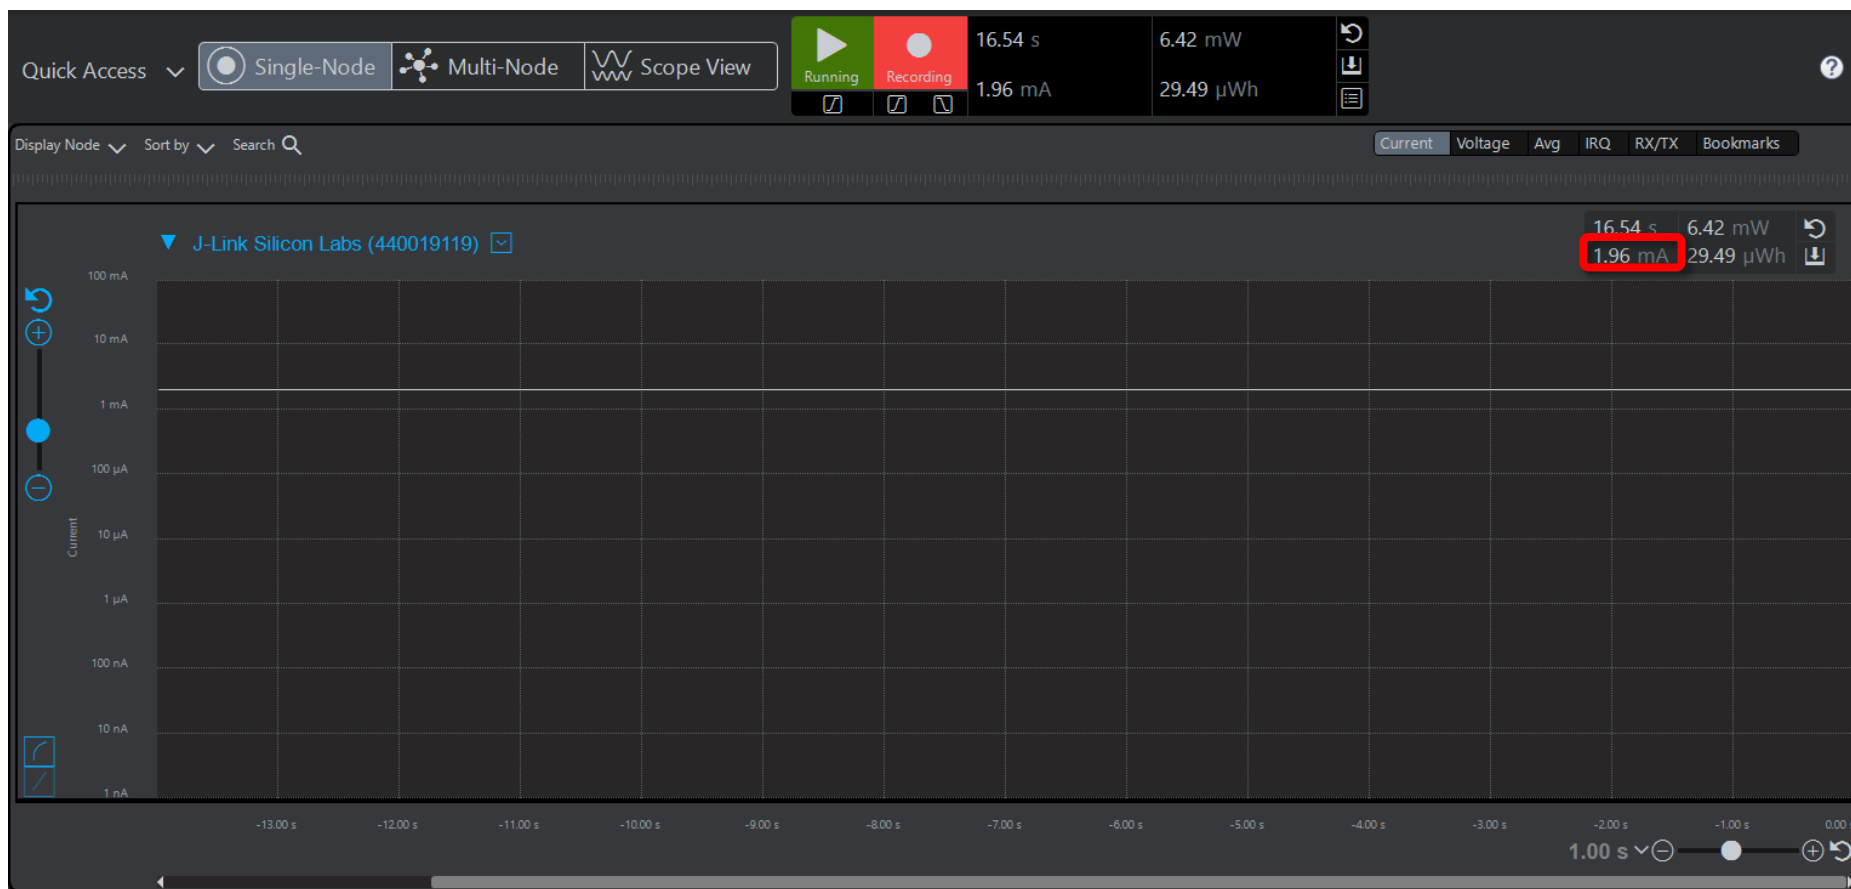 Quick Access
Single-Node
Multi-Node
Scope View
Running
Recording
16.54 s
6.42 mW
1.96 mA
29.49 µWh
?
Display Node
Sort by
Search
Current
Voltage
Avg
IRQ
RX/TX
Bookmarks
J-Link Silicon Labs (440019119)
16.54 s
6.42 mW
1.96 mA
29.49 µWh
100 mA
10 mA
1 mA
100 µA
10 µA
1 µA
100 nA
10 nA
1 nA
Current
-13.00 s
-12.00 s
-11.00 s
-10.00 s
-9.00 s
-8.00 s
-7.00 s
-6.00 s
-5.00 s
-4.00 s
-3.00 s
-2.00 s
-1.00 s
0.00 s
1.00 s